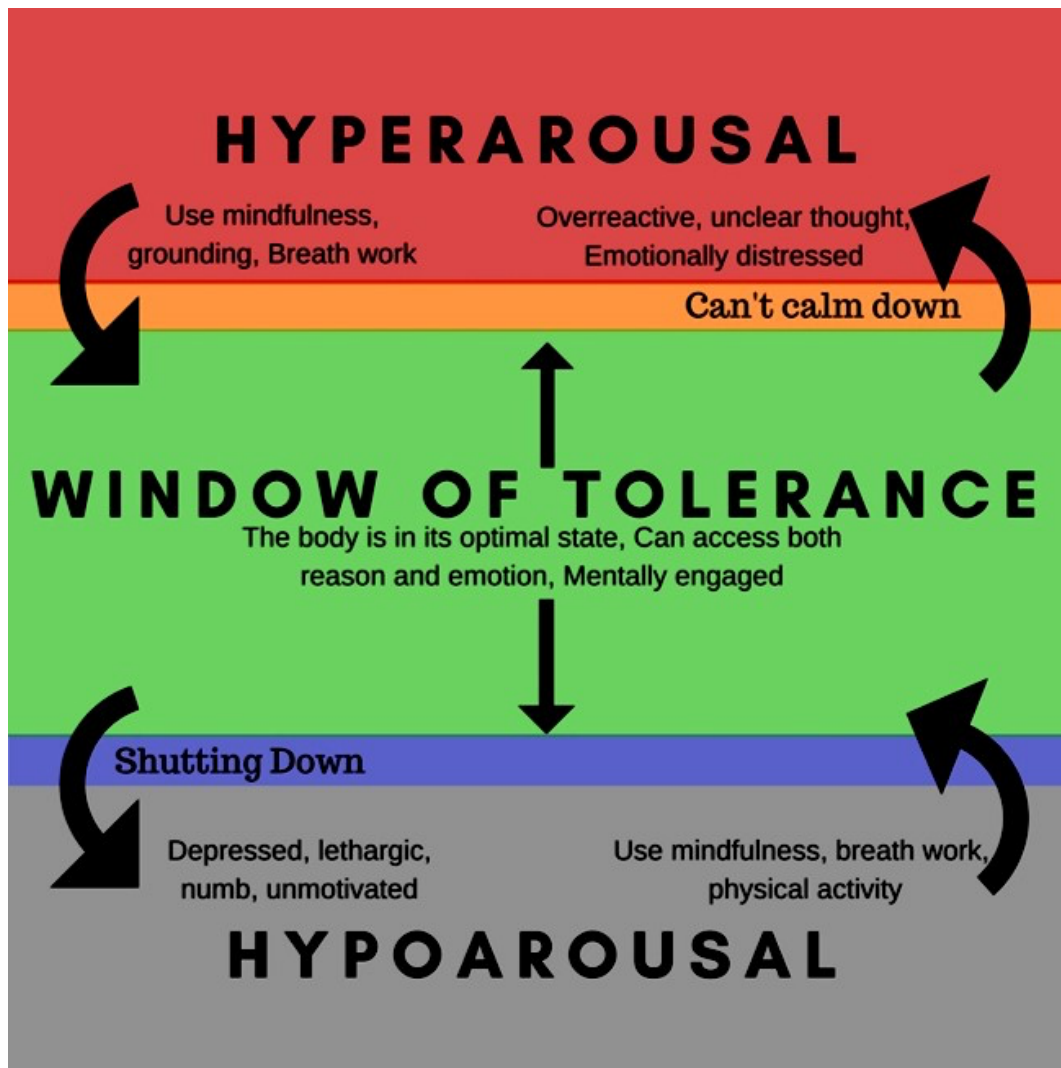 HYPERAROUSAL
Use mindfulness,
grounding, Breath work
Overreactive, unclear thought,
Emotionally distressed
Can't calm down
WINDOW OF TOLERANCE
The body is in its optimal state, Can access both
reason and emotion, Mentally engaged
Shutting Down
Depressed, lethargic,
numb, unmotivated
Use mindfulness, breath work,
physical activity
HYPOAROUSAL